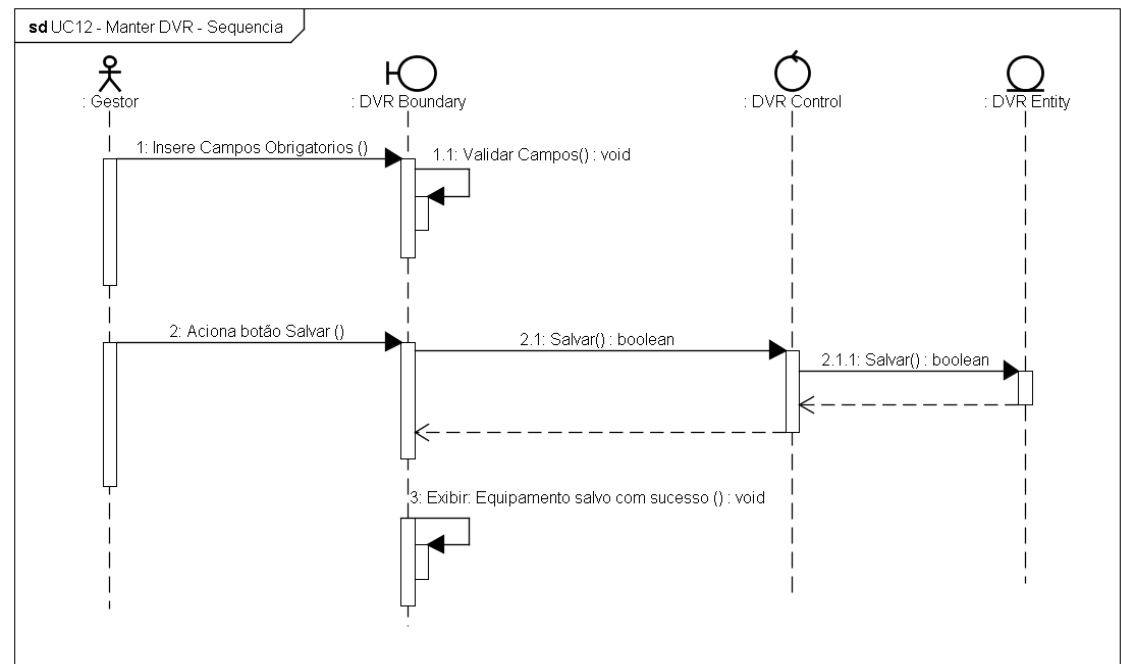 sd UC12 - Manter DVR - Sequencia
: Gestor
: DVR Boundary
: DVR Control
: DVR Entity
1: Insere Campos Obrigatorios ()
1.1: Validar Campos() : void
2: Aciona botão Salvar ()
2.1: Salvar() : boolean
2.1.1: Salvar() : boolean
3: Exibir: Equipamento salvo com sucesso () : void